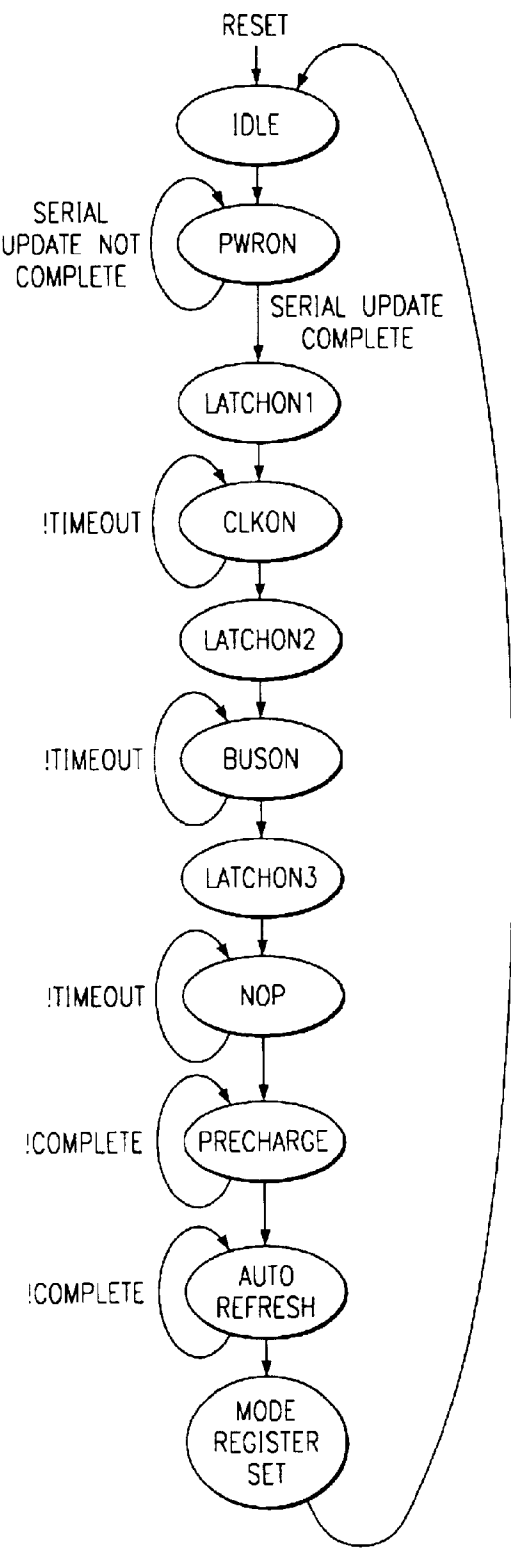 RESET
IDLE
SERIAL
UPDATE NOT
COMPLETE
PWRON
SERIAL UPDATE
COMPLETE
LATCHON1
!TIMEOUT
CLKON
LATCHON2
!TIMEOUT
BUSON
LATCHON3
!TIMEOUT
NOP
!COMPLETE
PRECHARGE
!COMPLETE
AUTO
REFRESH
MODE
REGISTER
SET